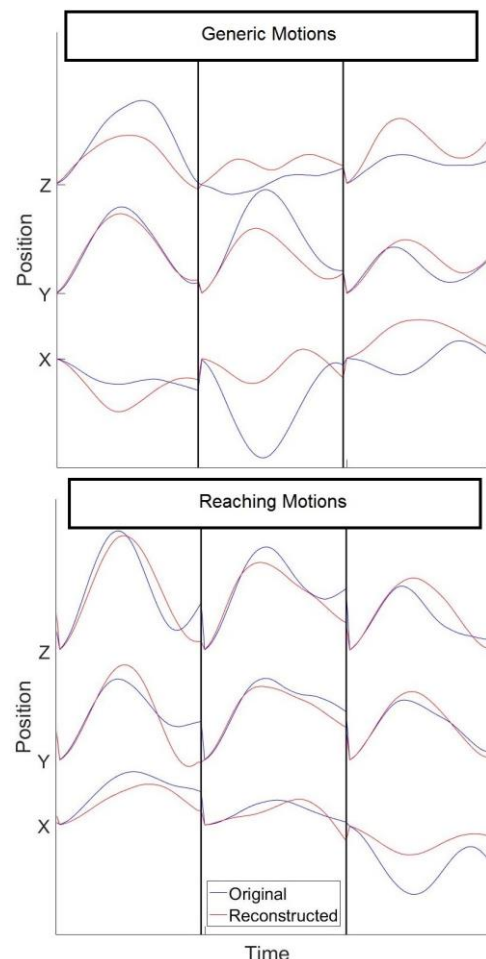 Generic Motions
Position
Z
Y
X
Reaching Motions
Position
Z
Y
X
Original
Reconstructed
Time